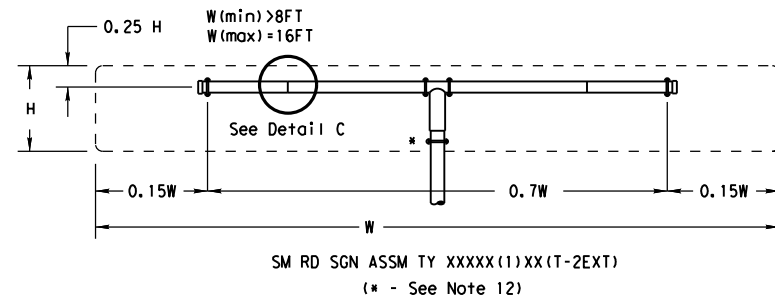 0.25 H
W(min)>8FT
W(max)=16FT
H
See Detail C
*
0.15W
0.7W
0.15W
W
SM RD SGN ASSM TY XXXXX(1)XX(T-2EXT)
(* - See Note 12)